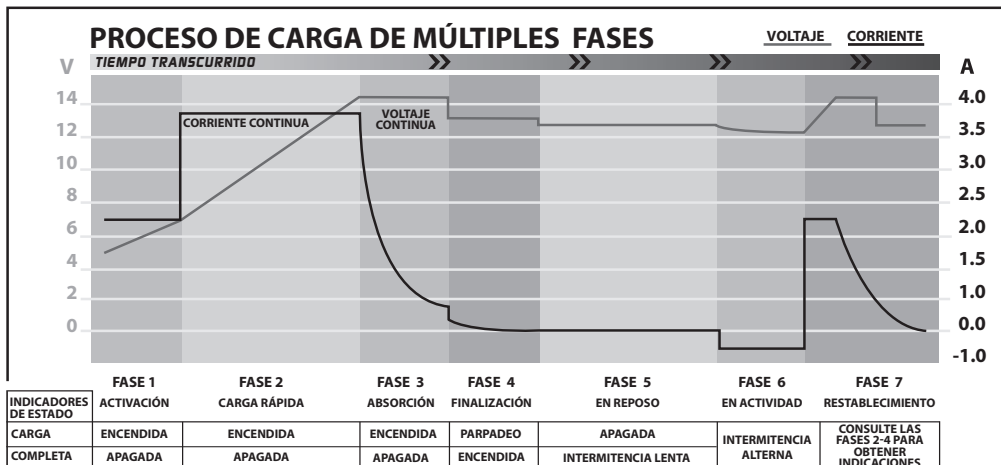 PROCESO DE CARGA DE MÚLTIPLES FASES
VOLTAJE CORRIENTE
V TIEMPO TRANSCURRIDO A
14 4.0
12 3.5
10 3.0
8 2.5
6 2.0
4 1.5
2 1.0
0 0.0
-1.0
CORRIENTE CONTINUA
VOLTAJE
CONTINUA
FASE 1 FASE 2 FASE 3 FASE 4 FASE 5 FASE 6 FASE 7
INDICADORES
DE ESTADO
ACTIVACIÓN CARGA RÁPIDA ABSORCIÓN FINALIZACIÓN EN REPOSO EN ACTIVIDAD RESTABLECIMIENTO
CARGA ENCENDIDA ENCENDIDA ENCENDIDA PARPADEO APAGADA
COMPLETA APAGADA APAGADA APAGADA ENCENDIDA INTERMITENCIA LENTA
INTERMITENCIA
ALTERNA
CONSULTE LAS
FASES 2-4 PARA
OBTENER
INDICACIONES